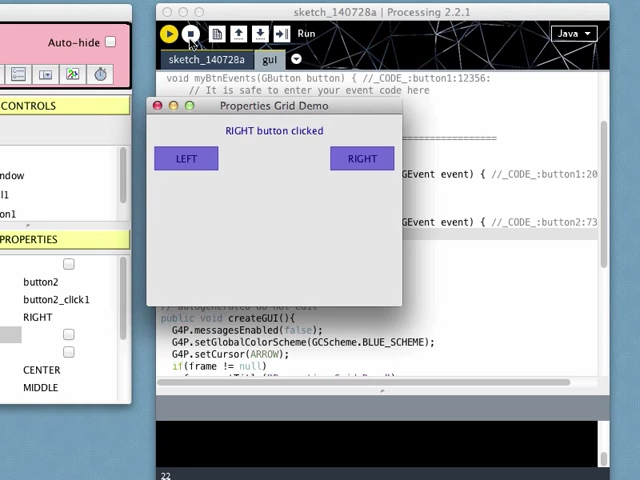 Auto-hide
CONTROLS
ndow
l1
on1
PROPERTIES
button2
button2_click1
RIGHT
CENTER
MIDDLE
sketch_140728a | Processing 2.2.1
Run
Java
sketch_140728a
gui
void myBtnEvents(GButton button) { //_CODE_:button1:12356:
// It is safe to enter your event code here
Properties Grid Demo
RIGHT button clicked
LEFT
RIGHT
GEvent event) { //_CODE_:button1:20
GEvent event) { //_CODE_:button2:73
public void createGUI(){
G4P.messagesEnabled(false);
G4P.setGlobalColorScheme(GCScheme.BLUE_SCHEME);
G4P.setCursor(ARROW);
if(frame != null)
22